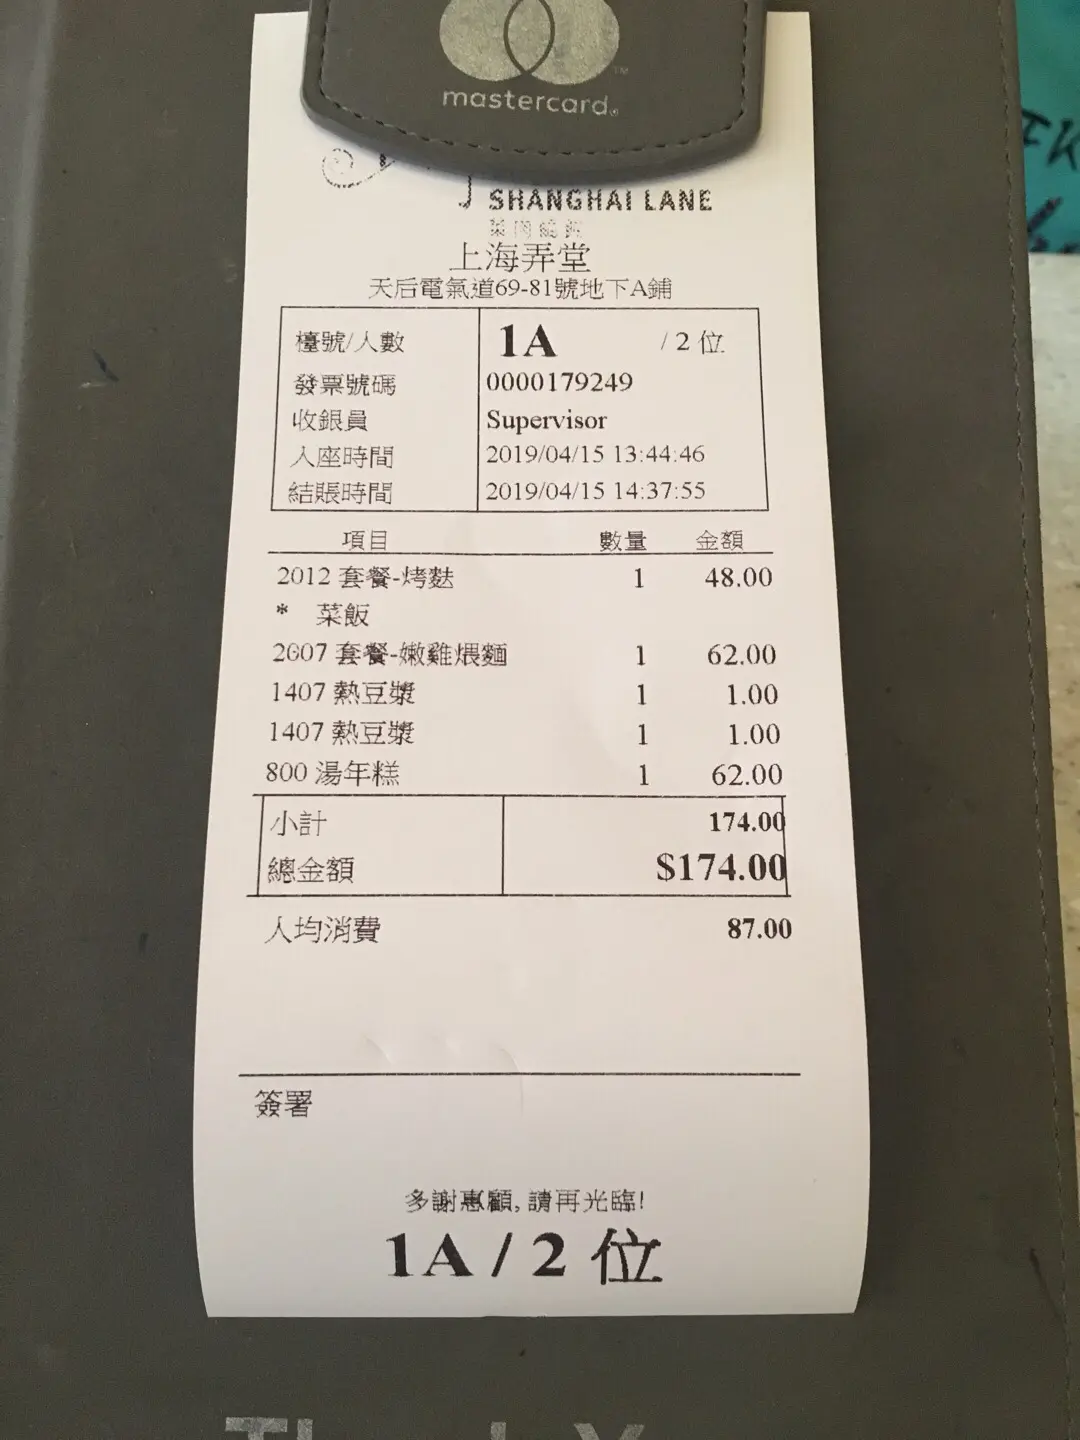 mastercard
SHANGHAI LANE
上海弄堂
天后電氣道69-81號地下A鋪
檯號/人數 1A / 2 位
發票號碼 0000179249
收銀員 Supervisor
入座時間 2019/04/15 13:44:46
結賬時間 2019/04/15 14:37:55
項目 數量 金額
2012 套餐-烤麩 1 48.00
* 菜飯
2607 套餐-嫩雞煨麵 1 62.00
1407 熱豆漿 1 1.00
1407 熱豆漿 1 1.00
800 湯年糕 1 62.00
小計 174.00
總金額 $174.00
人均消費 87.00
簽署
多謝惠顧, 請再光臨!
1A / 2 位